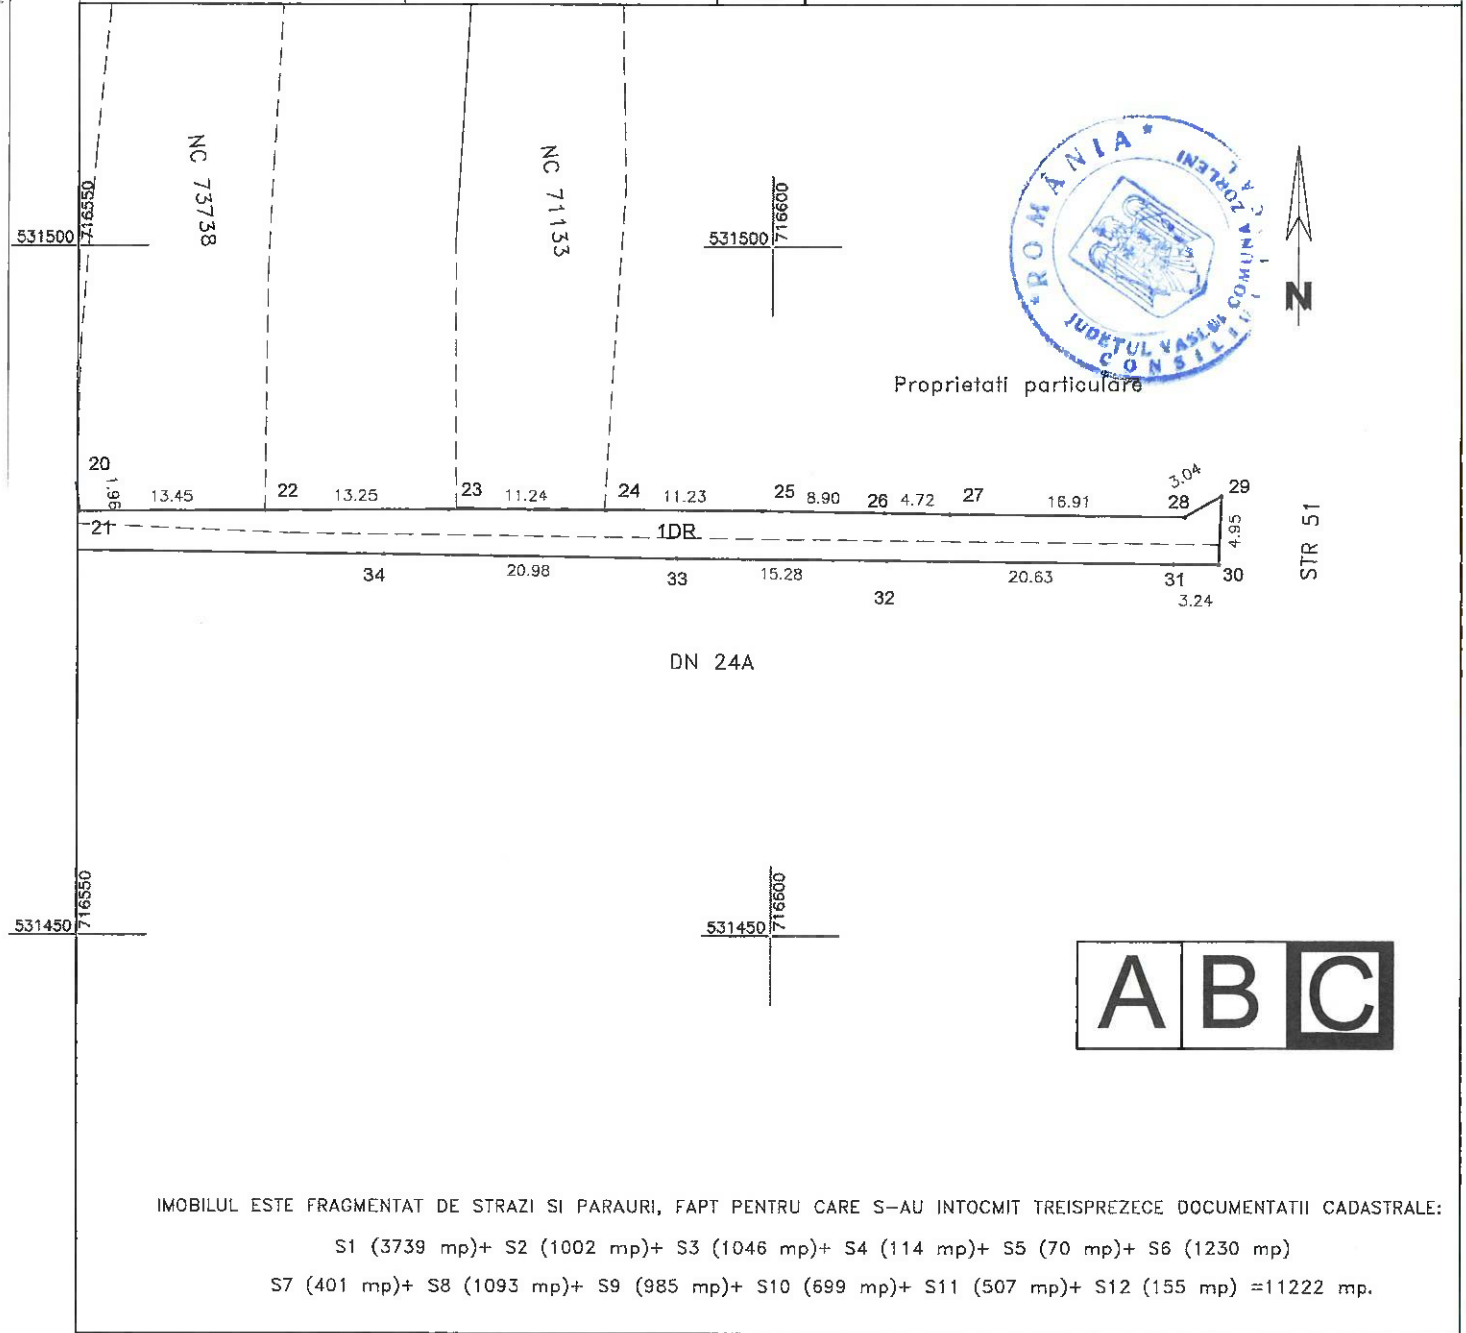 NC 73738
NC 71133
716550
531500
716600
531500
*ROMÂNIA*
JUDEȚUL VASLUI COMUNA ZORLENI
CONSILIUL LOCAL
N
Proprietati particulare
20 1.96 13.45 22 13.25 23 11.24 24 11.23 25 8.90 26 4.72 27 16.91 28 3.04 29
21 1DR 4.95 STR 51
34 20.98 33 15.28 32 20.63 31 3.24 30
DN 24A
716550
531450
716600
531450
A B C
IMOBILUL ESTE FRAGMENTAT DE STRAZI SI PARAURI, FAPT PENTRU CARE S-AU INTOCMIT TREISPREZECE DOCUMENTATII CADASTRALE:
S1 (3739 mp)+ S2 (1002 mp)+ S3 (1046 mp)+ S4 (114 mp)+ S5 (70 mp)+ S6 (1230 mp)
S7 (401 mp)+ S8 (1093 mp)+ S9 (985 mp)+ S10 (699 mp)+ S11 (507 mp)+ S12 (155 mp) =11222 mp.